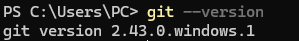 PS C:\Users\PC> git --version
git version 2.43.0.windows.1